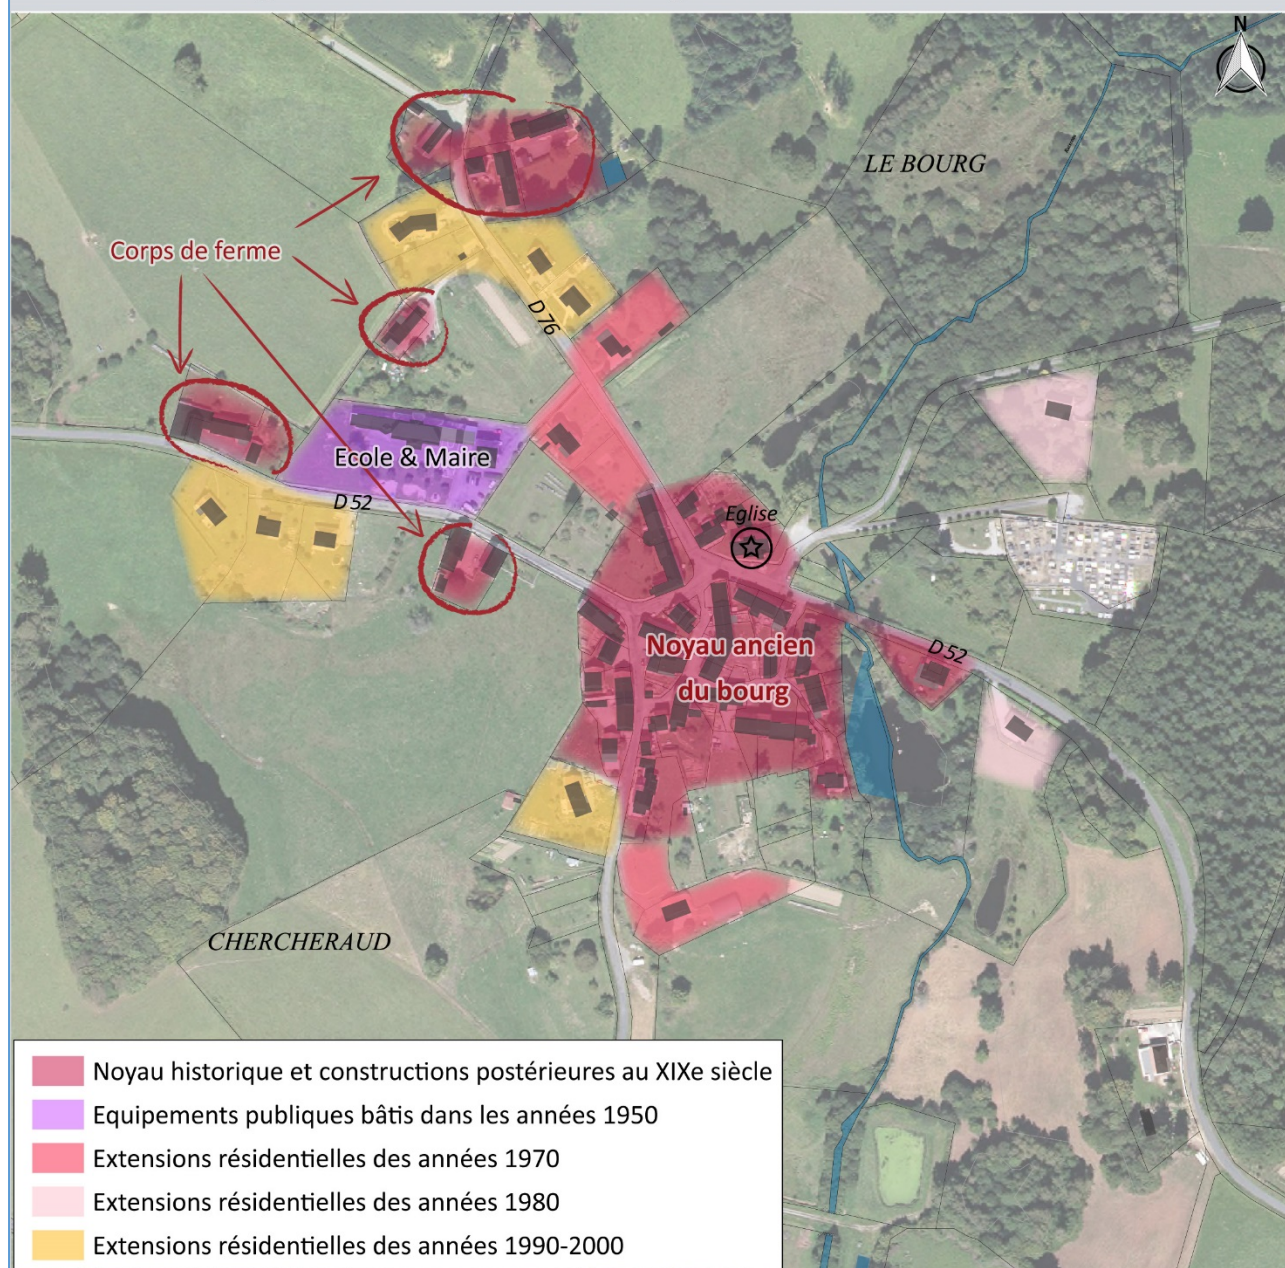 N
LE BOURG
Corps de ferme
D 76
Ecole & Maire
D 52
Eglise
Noyau ancien
du bourg
D 52
CHERCHERAUD
Noyau historique et constructions postérieures au XIXe siècle
Equipements publiques bâtis dans les années 1950
Extensions résidentielles des années 1970
Extensions résidentielles des années 1980
Extensions résidentielles des années 1990-2000